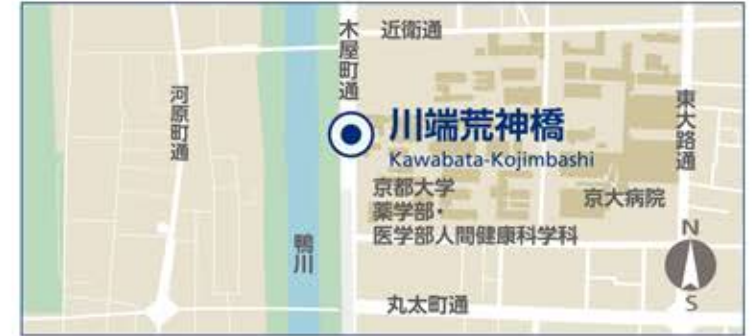 近衛通
木屋町通
河原町通
東大路通
川端荒神橋
Kawabata-Kojimbashi
京都大学
薬学部・
医学部人間健康科学科
京大病院
鴨川
丸太町通
N
S